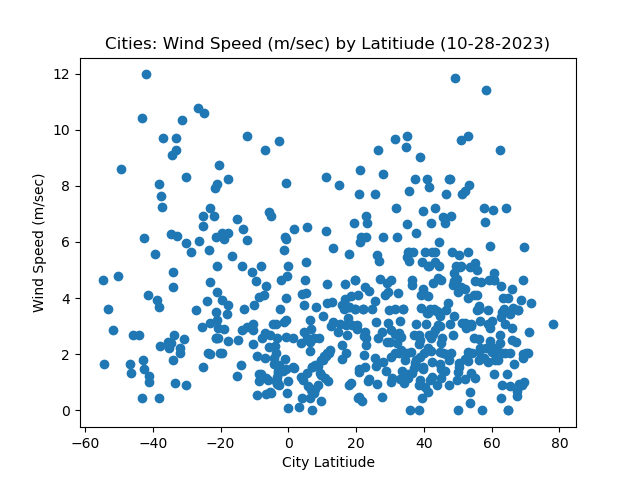 Cities: Wind Speed (m/sec) by Latitiude (10-28-2023)
12
10
8
6
4
2
0
Wind Speed (m/sec)
−60 −40 −20 0 20 40 60 80
City Latitiude